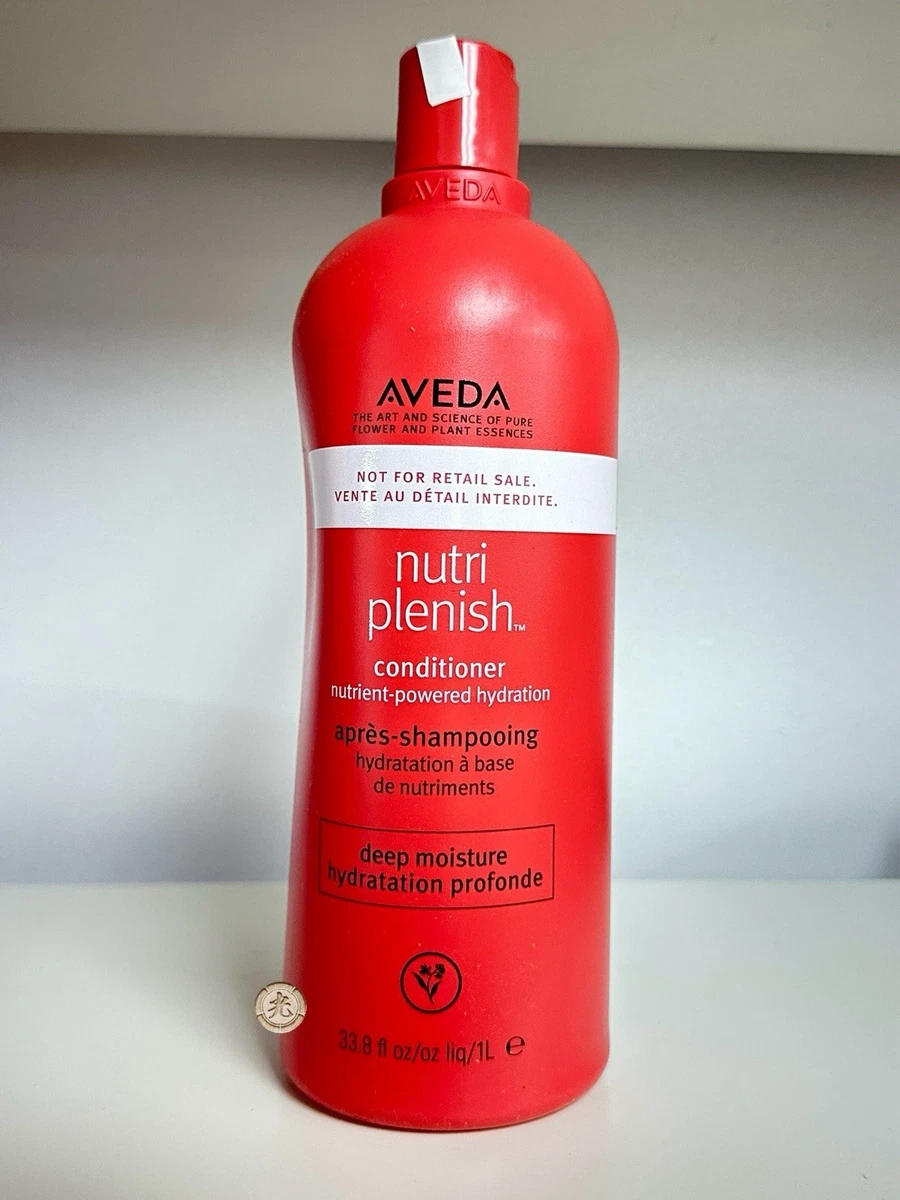 AVEDA
AVEDA
THE ART AND SCIENCE OF PURE
FLOWER AND PLANT ESSENCES
NOT FOR RETAIL SALE.
VENTE AU DÉTAIL INTERDITE.
nutri
plenish™
conditioner
nutrient-powered hydration
après-shampooing
hydratation à base
de nutriments
deep moisture
hydratation profonde
光
33.8 fl oz/oz liq/1L ℮